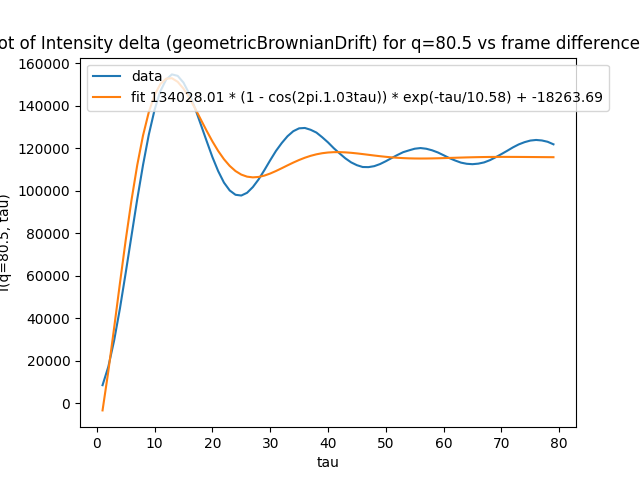 ot of Intensity delta (geometricBrownianDrift) for q=80.5 vs frame difference
data
fit 134028.01 * (1 - cos(2pi.1.03tau)) * exp(-tau/10.58) + -18263.69
160000
140000
120000
100000
80000
60000
40000
20000
0
I(q=80.5, tau)
0 10 20 30 40 50 60 70 80
tau